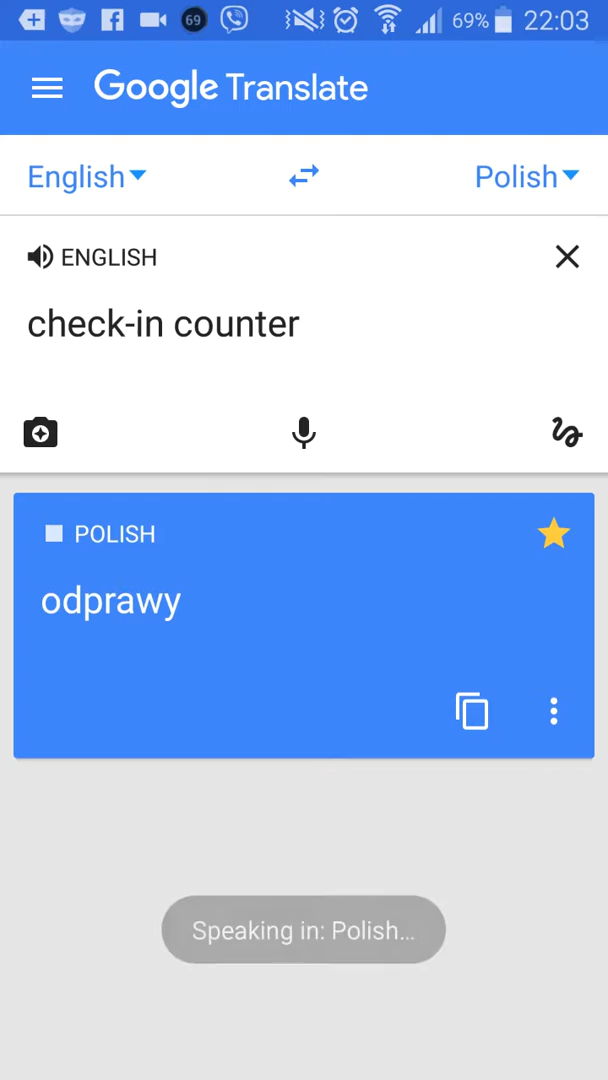 69 69% 22:03
Google Translate
English Polish
ENGLISH
check-in counter
POLISH
odprawy
Speaking in: Polish...